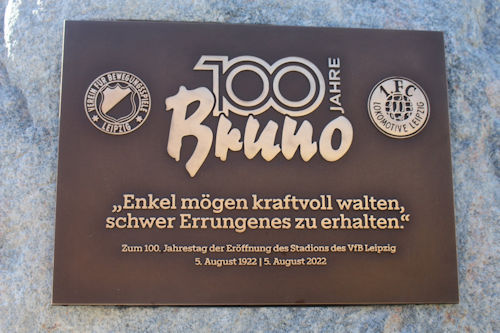 100 JAHRE
Bruno
VEREIN FÜR BEWEGUNGSSPIELE
LEIPZIG
1. FC
LOKOMOTIVE LEIPZIG
„Enkel mögen kraftvoll walten,
schwer Errungenes zu erhalten.“
Zum 100. Jahrestag der Eröffnung des Stadions des VfB Leipzig
5. August 1922 | 5. August 2022